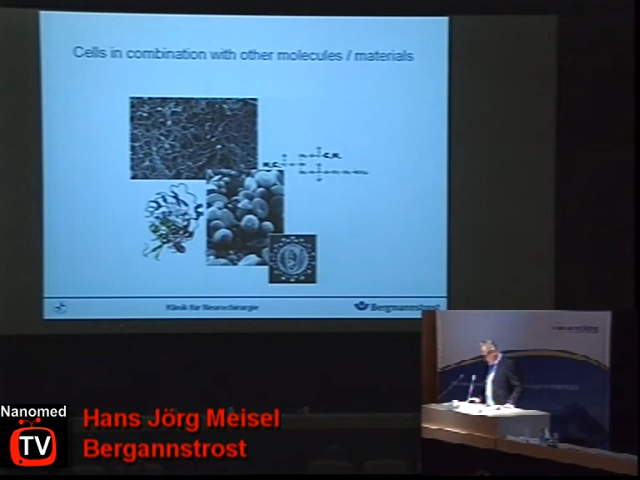 Cells in combination with other molecules / materials
Klinik für Neurochirurgie
Bergmannstrost
Nanomed
TV
Hans Jörg Meisel
Bergannstrost